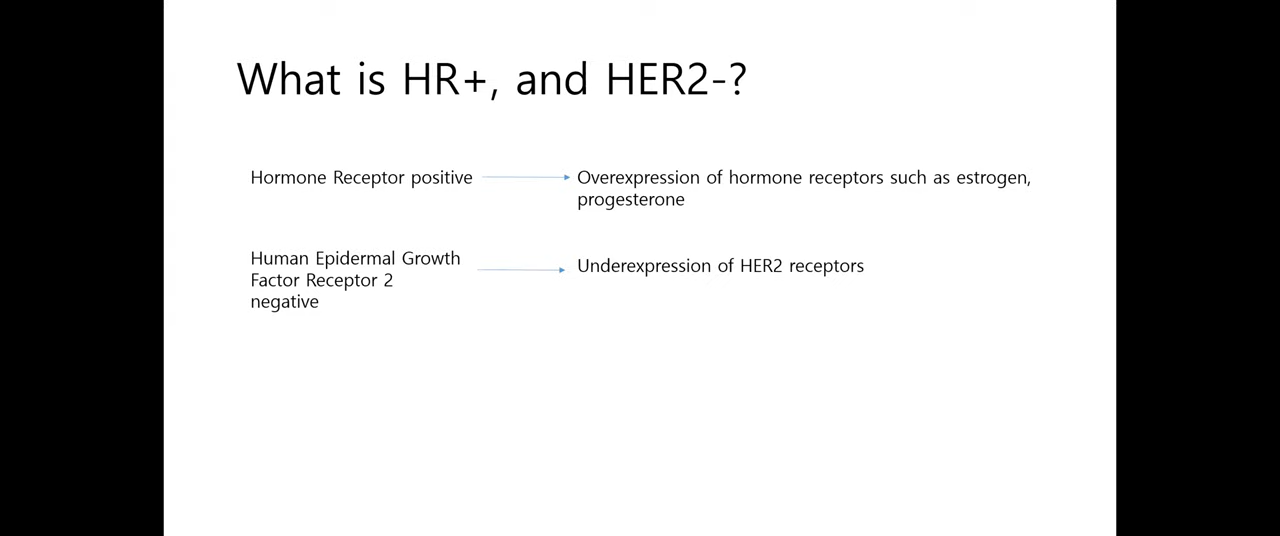 What is HR+, and HER2-?
Hormone Receptor positive
Overexpression of hormone receptors such as estrogen,
progesterone
Human Epidermal Growth
Factor Receptor 2
negative
Underexpression of HER2 receptors